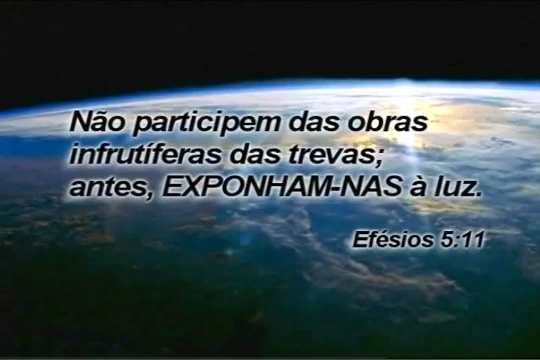 Não participem das obras
infrutíferas das trevas;
antes, EXPONHAM-NAS à luz.
Efésios 5:11